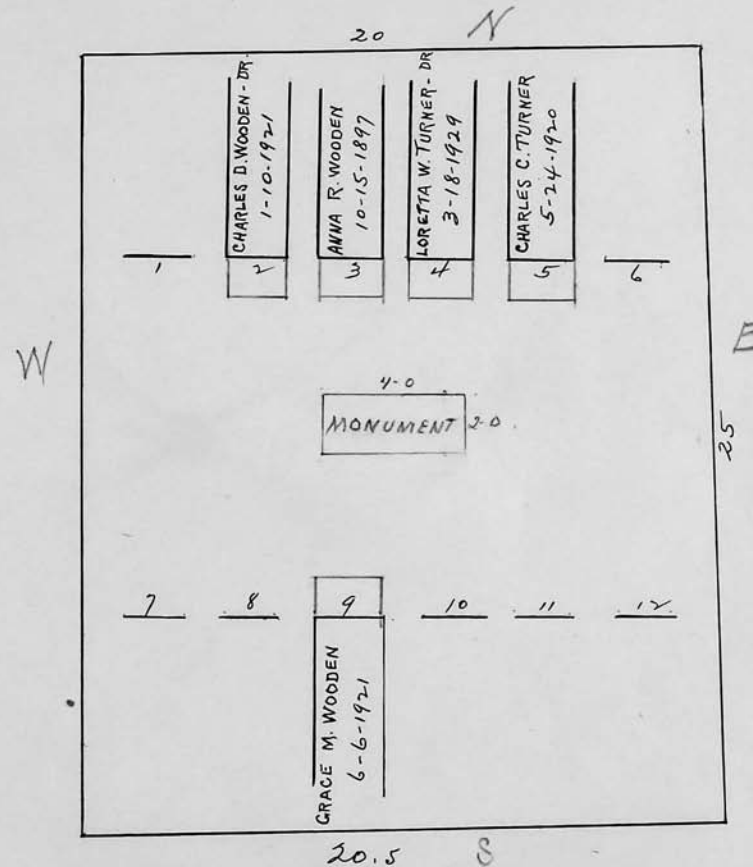 20 N
CHARLES D. WOODEN - DR.
1-10-1921
ANNA R. WOODEN
10-15-1897
LORETTA W. TURNER - DR
3-18-1929
CHARLES C. TURNER
5-24-1920
1 2 3 4 5 6
W
E
4-0
MONUMENT 2-0
25
7 8 9 10 11 12
GRACE M. WOODEN
6-6-1921
20.5 S